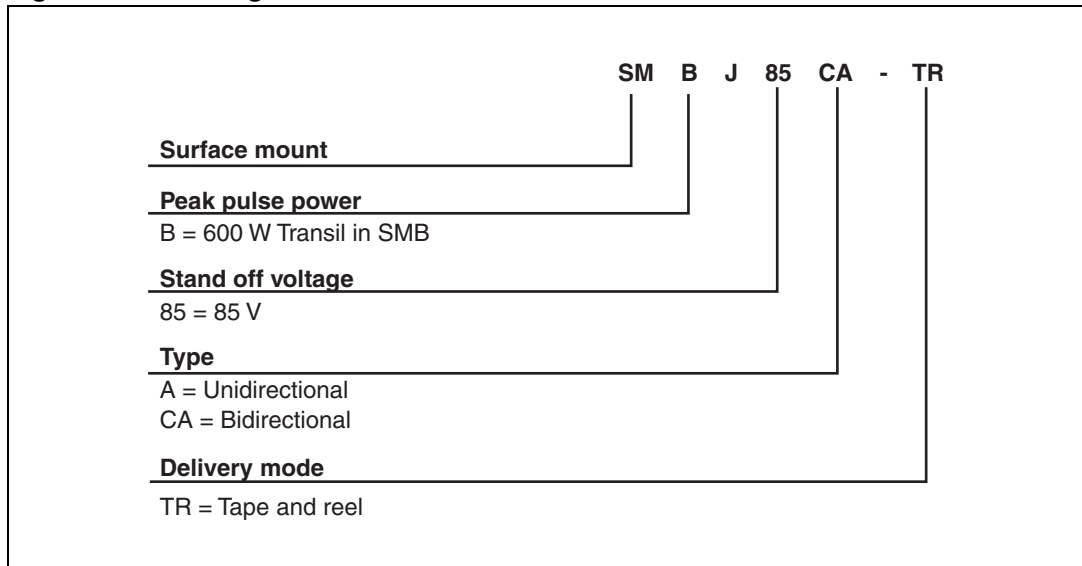 SM B J 85 CA - TR
Surface mount
Peak pulse power
B = 600 W Transil in SMB
Stand off voltage
85 = 85 V
Type
A = Unidirectional
CA = Bidirectional
Delivery mode
TR = Tape and reel